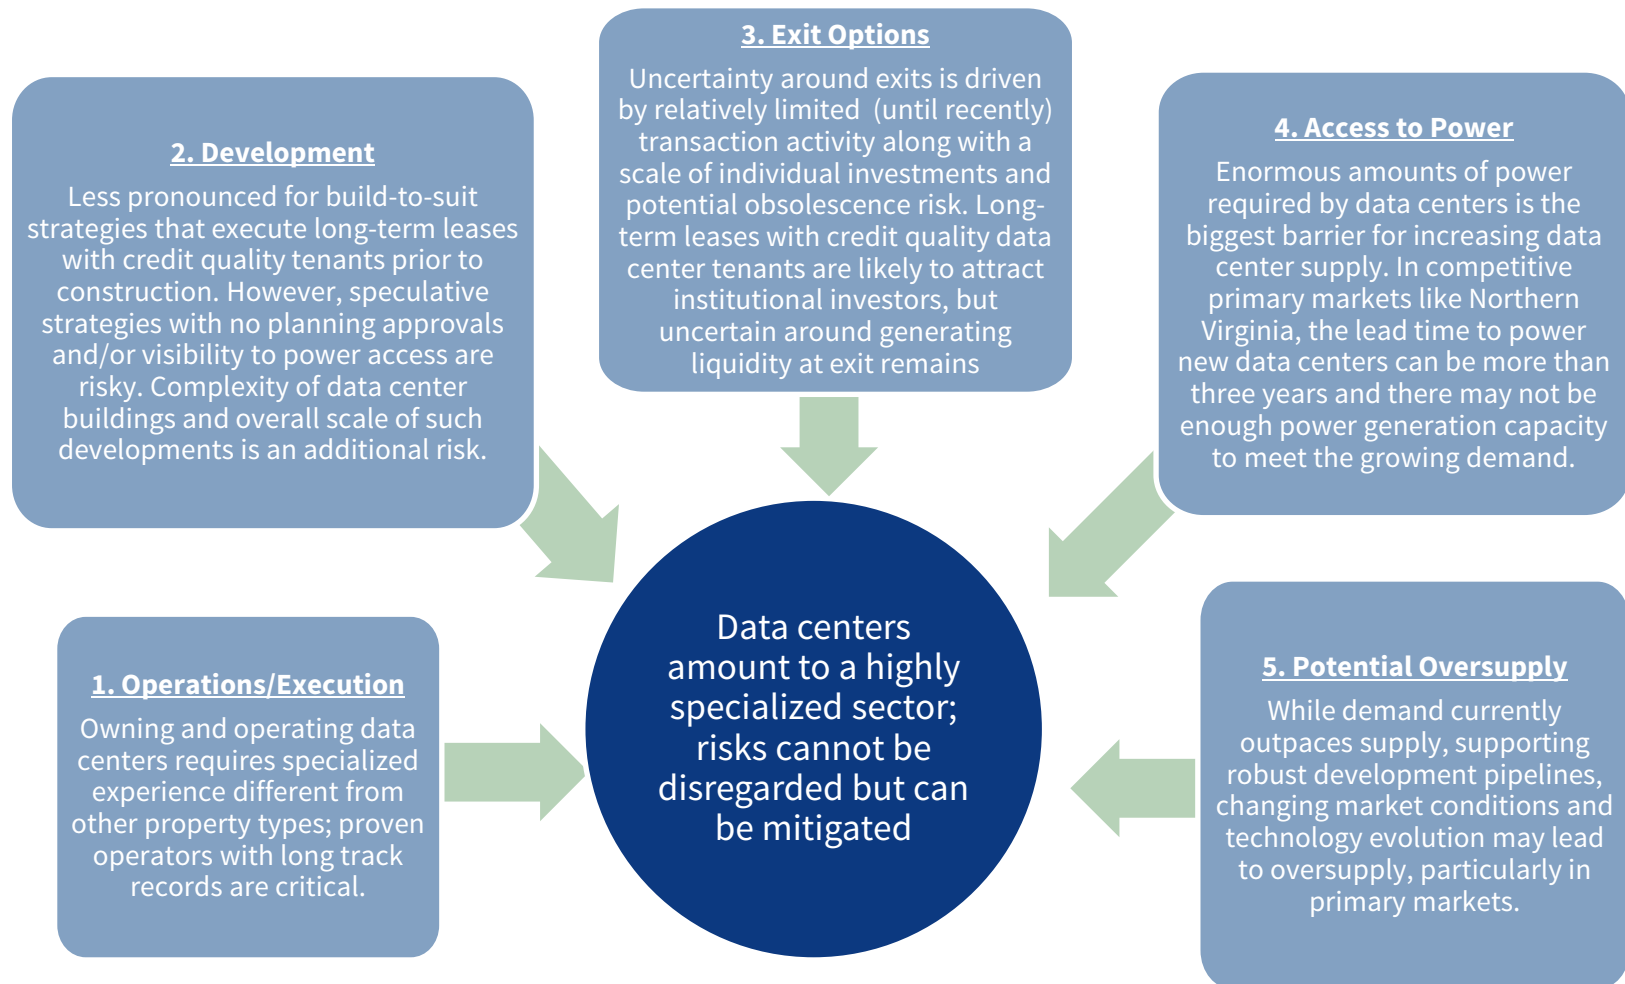 3. Exit Options
Uncertainty around exits is driven
by relatively limited  (until recently)
transaction activity along with a
scale of individual investments and
potential obsolescence risk. Long-
term leases with credit quality data
center tenants are likely to attract
institutional investors, but
uncertain around generating
liquidity at exit remains
2. Development
Less pronounced for build-to-suit
strategies that execute long-term leases
with credit quality tenants prior to
construction. However, speculative
strategies with no planning approvals
and/or visibility to power access are
risky. Complexity of data center
buildings and overall scale of such
developments is an additional risk.
4. Access to Power
Enormous amounts of power
required by data centers is the
biggest barrier for increasing data
center supply. In competitive
primary markets like Northern
Virginia, the lead time to power
new data centers can be more than
three years and there may not be
enough power generation capacity
to meet the growing demand.
1. Operations/Execution
Owning and operating data
centers requires specialized
experience different from
other property types; proven
operators with long track
records are critical.
Data centers
amount to a highly
specialized sector;
risks cannot be
disregarded but can
be mitigated
5. Potential Oversupply
While demand currently
outpaces supply, supporting
robust development pipelines,
changing market conditions and
technology evolution may lead
to oversupply, particularly in
primary markets.